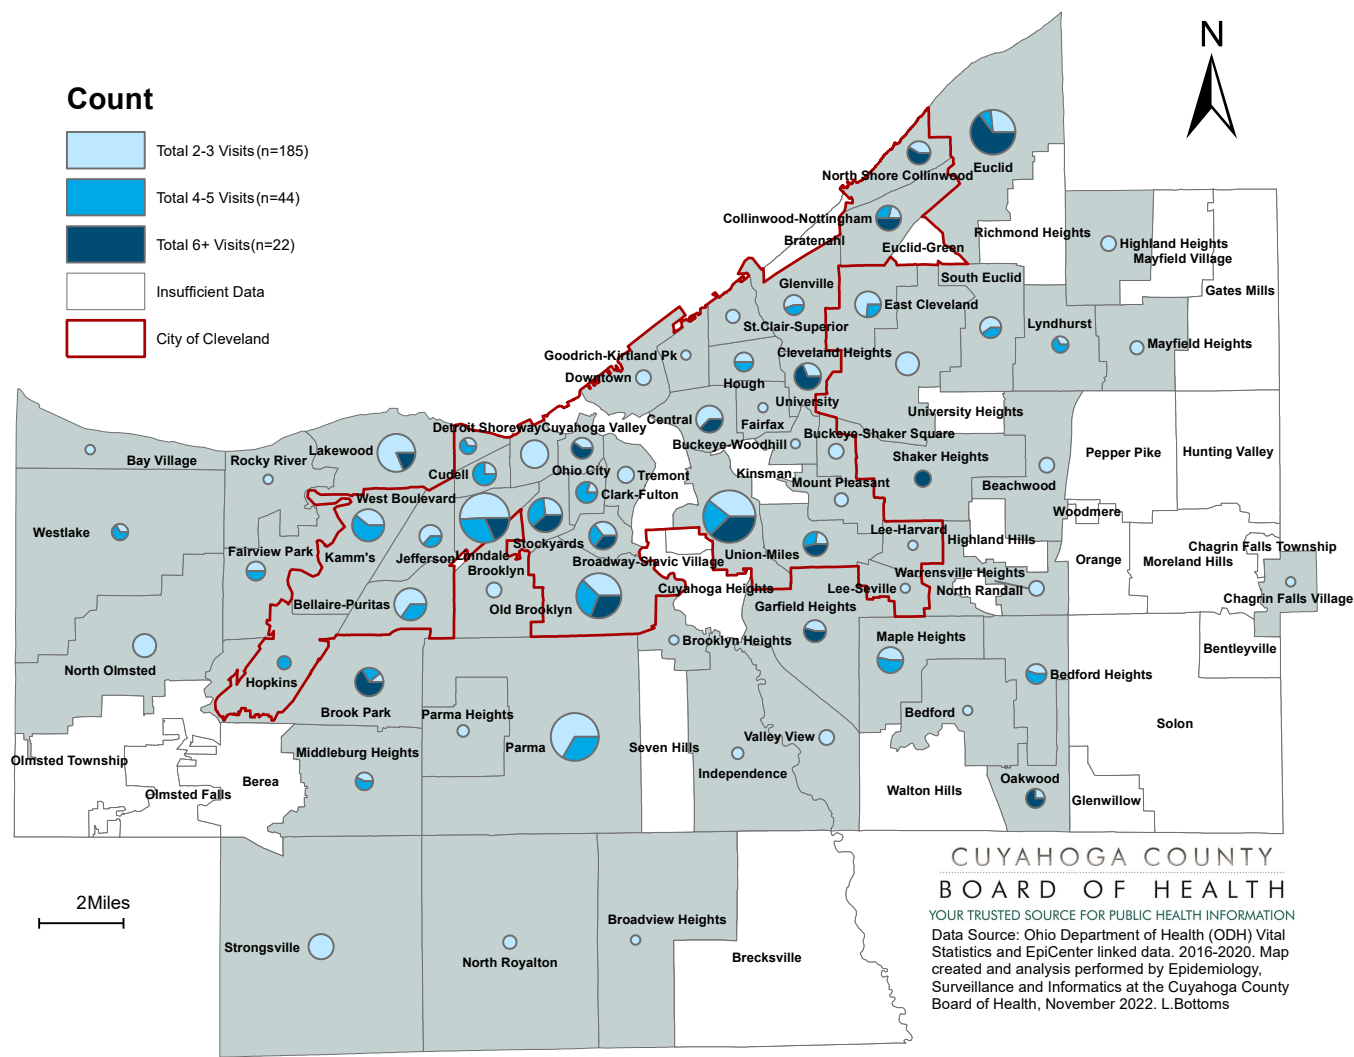 N
Count
Total 2-3 Visits(n=185)
Total 4-5 Visits(n=44)
Total 6+ Visits(n=22)
Insufficient Data
City of Cleveland
Euclid
North Shore Collinwood
Collinwood-Nottingham
Bratenahl
Euclid-Green
Richmond Heights
Highland Heights
Mayfield Village
Gates Mills
South Euclid
Glenville
East Cleveland
St.Clair-Superior
Lyndhurst
Mayfield Heights
Goodrich-Kirtland Pk
Cleveland Heights
Downtown
Hough
University
University Heights
Central
Fairfax
Detroit Shoreway
Cuyahoga Valley
Buckeye-Woodhill
Buckeye-Shaker Square
Lakewood
Bay Village
Rocky River
Cudell
Ohio City
Tremont
Kinsman
Shaker Heights
Pepper Pike
Hunting Valley
Mount Pleasant
Beachwood
West Boulevard
Clark-Fulton
Woodmere
Westlake
Fairview Park
Kamm's
Jefferson
Linndale
Stockyards
Broadway-Slavic Village
Union-Miles
Lee-Harvard
Highland Hills
Orange
Moreland Hills
Chagrin Falls Township
Brooklyn
Warrensville Heights
North Randall
Cuyahoga Heights
Lee-Seville
Chagrin Falls Village
Bellaire-Puritas
Old Brooklyn
Garfield Heights
Maple Heights
Brooklyn Heights
Bentleyville
North Olmsted
Hopkins
Bedford Heights
Brook Park
Parma Heights
Bedford
Solon
Valley View
Parma
Seven Hills
Middleburg Heights
Olmsted Township
Independence
Berea
Oakwood
Olmsted Falls
Walton Hills
Glenwillow
2Miles
Broadview Heights
Strongsville
North Royalton
Brecksville
CUYAHOGA COUNTY
BOARD OF HEALTH
YOUR TRUSTED SOURCE FOR PUBLIC HEALTH INFORMATION
Data Source: Ohio Department of Health (ODH) Vital
Statistics and EpiCenter linked data. 2016-2020. Map
created and analysis performed by Epidemiology,
Surveillance and Informatics at the Cuyahoga County
Board of Health, November 2022. L.Bottoms